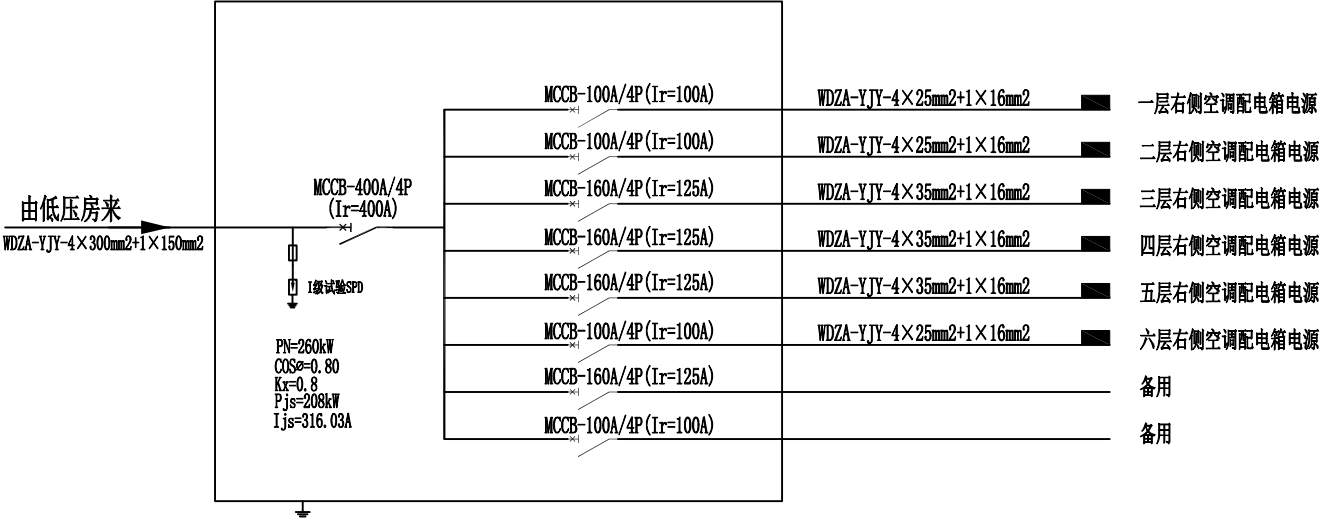 MCCB-100A/4P(Ir=100A)
WDZA-YJY-4×25mm2+1×16mm2
一层右侧空调配电箱电源
MCCB-100A/4P(Ir=100A)
WDZA-YJY-4×25mm2+1×16mm2
二层右侧空调配电箱电源
MCCB-160A/4P(Ir=125A)
WDZA-YJY-4×35mm2+1×16mm2
三层右侧空调配电箱电源
由低压房来
WDZA-YJY-4×300mm2+1×150mm2
MCCB-400A/4P
(Ir=400A)
MCCB-160A/4P(Ir=125A)
WDZA-YJY-4×35mm2+1×16mm2
四层右侧空调配电箱电源
I级试验SPD
MCCB-160A/4P(Ir=125A)
WDZA-YJY-4×35mm2+1×16mm2
五层右侧空调配电箱电源
MCCB-100A/4P(Ir=100A)
WDZA-YJY-4×25mm2+1×16mm2
六层右侧空调配电箱电源
PN=260kW
COSø=0.80
Kx=0.8
Pjs=208kW
Ijs=316.03A
MCCB-160A/4P(Ir=125A)
备用
MCCB-100A/4P(Ir=100A)
备用